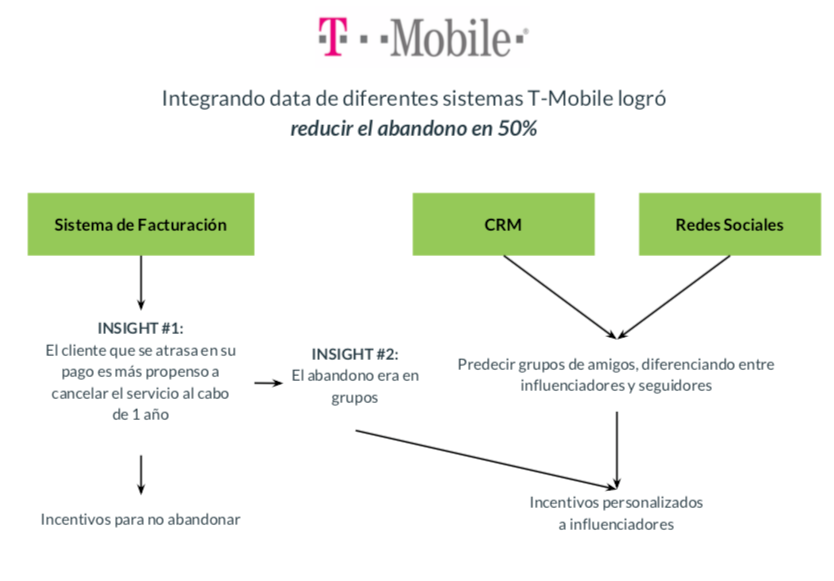 T··Mobile·®
Integrando data de diferentes sistemas T-Mobile logró
reducir el abandono en 50%
Sistema de Facturación
CRM
Redes Sociales
INSIGHT #1:
El cliente que se atrasa en su
pago es más propenso a
cancelar el servicio al cabo
de 1 año
INSIGHT #2:
El abandono era en
grupos
Predecir grupos de amigos, diferenciando entre
influenciadores y seguidores
Incentivos para no abandonar
Incentivos personalizados
a influenciadores